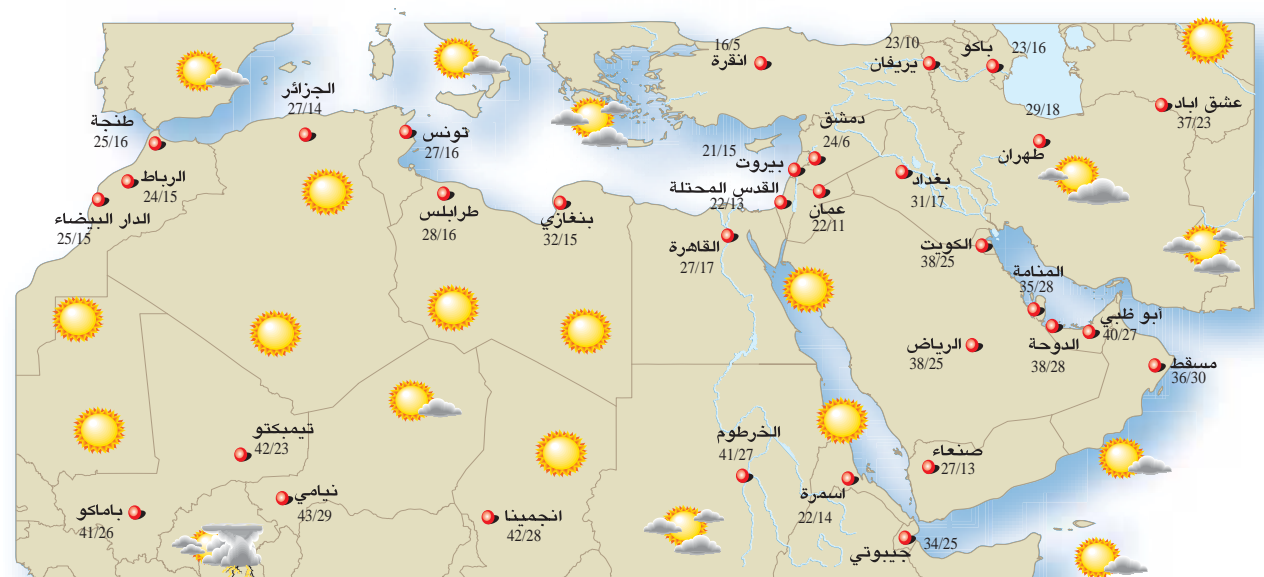 16/5
انقرة
23/10
يريفان
باكو
23/16
عشق اباد
37/23
29/18
طهران
الجزائر
27/14
طنجة
25/16
تونس
27/16
دمشق
24/6
21/15
بيروت
القدس المحتلة
22/13
عمان
22/11
بغداد
31/17
الرباط
24/15
الدار البيضاء
25/15
طرابلس
28/16
بنغازي
32/15
القاهرة
27/17
الكويت
38/25
المنامة
35/28
أبو ظبي
40/27
الدوحة
38/28
الرياض
38/25
مسقط
36/30
تيمبكتو
42/23
الخرطوم
41/27
صنعاء
27/13
اسمرة
22/14
نيامي
43/29
باماكو
41/26
انجمينا
42/28
جيبوتي
34/25